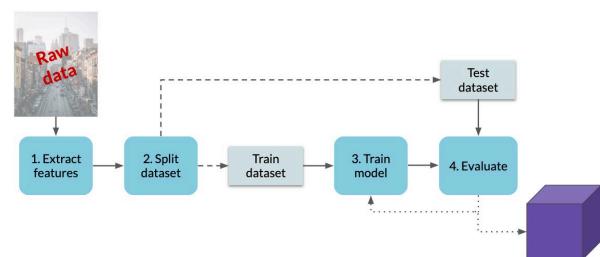 Raw
data
Test
dataset
1. Extract
features
2. Split
dataset
Train
dataset
3. Train
model
4. Evaluate